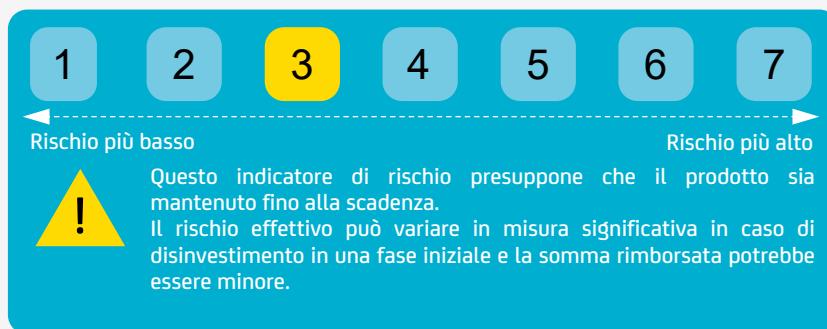 1 2 3 4 5 6 7
Rischio più basso Rischio più alto
!
Questo indicatore di rischio presuppone che il prodotto sia
mantenuto fino alla scadenza.
Il rischio effettivo può variare in misura significativa in caso di
disinvestimento in una fase iniziale e la somma rimborsata potrebbe
essere minore.